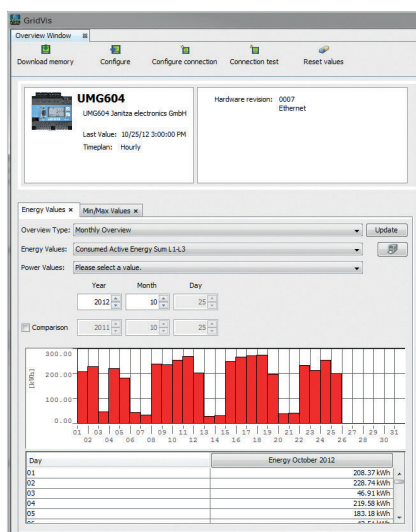 GridVis
Overview Window
Download memory Configure Configure connection Connection test Reset values
UMG604
UMG604 Janitza electronics GmbH
Last Value: 10/25/12 3:00:00 PM
Timeplan: Hourly
Hardware revision: 0007
Ethernet
Energy Values × Min/Max Values ×
Overview Type: Monthly Overview Update
Energy Values: Consumed Active Energy Sum L1-L3
Power Values: Please select a value.
Year Month Day
2012 10 25
Comparison 2011 10 25
[kWh]
300.00
200.00
100.00
0.00
01 03 05 07 09 11 13 15 17 19 21 23 25 27 29 31
02 04 06 08 10 12 14 16 18 20 22 24 26 28 30
Day Energy October 2012
01 208.37 kWh
02 228.74 kWh
03 46.91 kWh
04 219.58 kWh
05 183.18 kWh